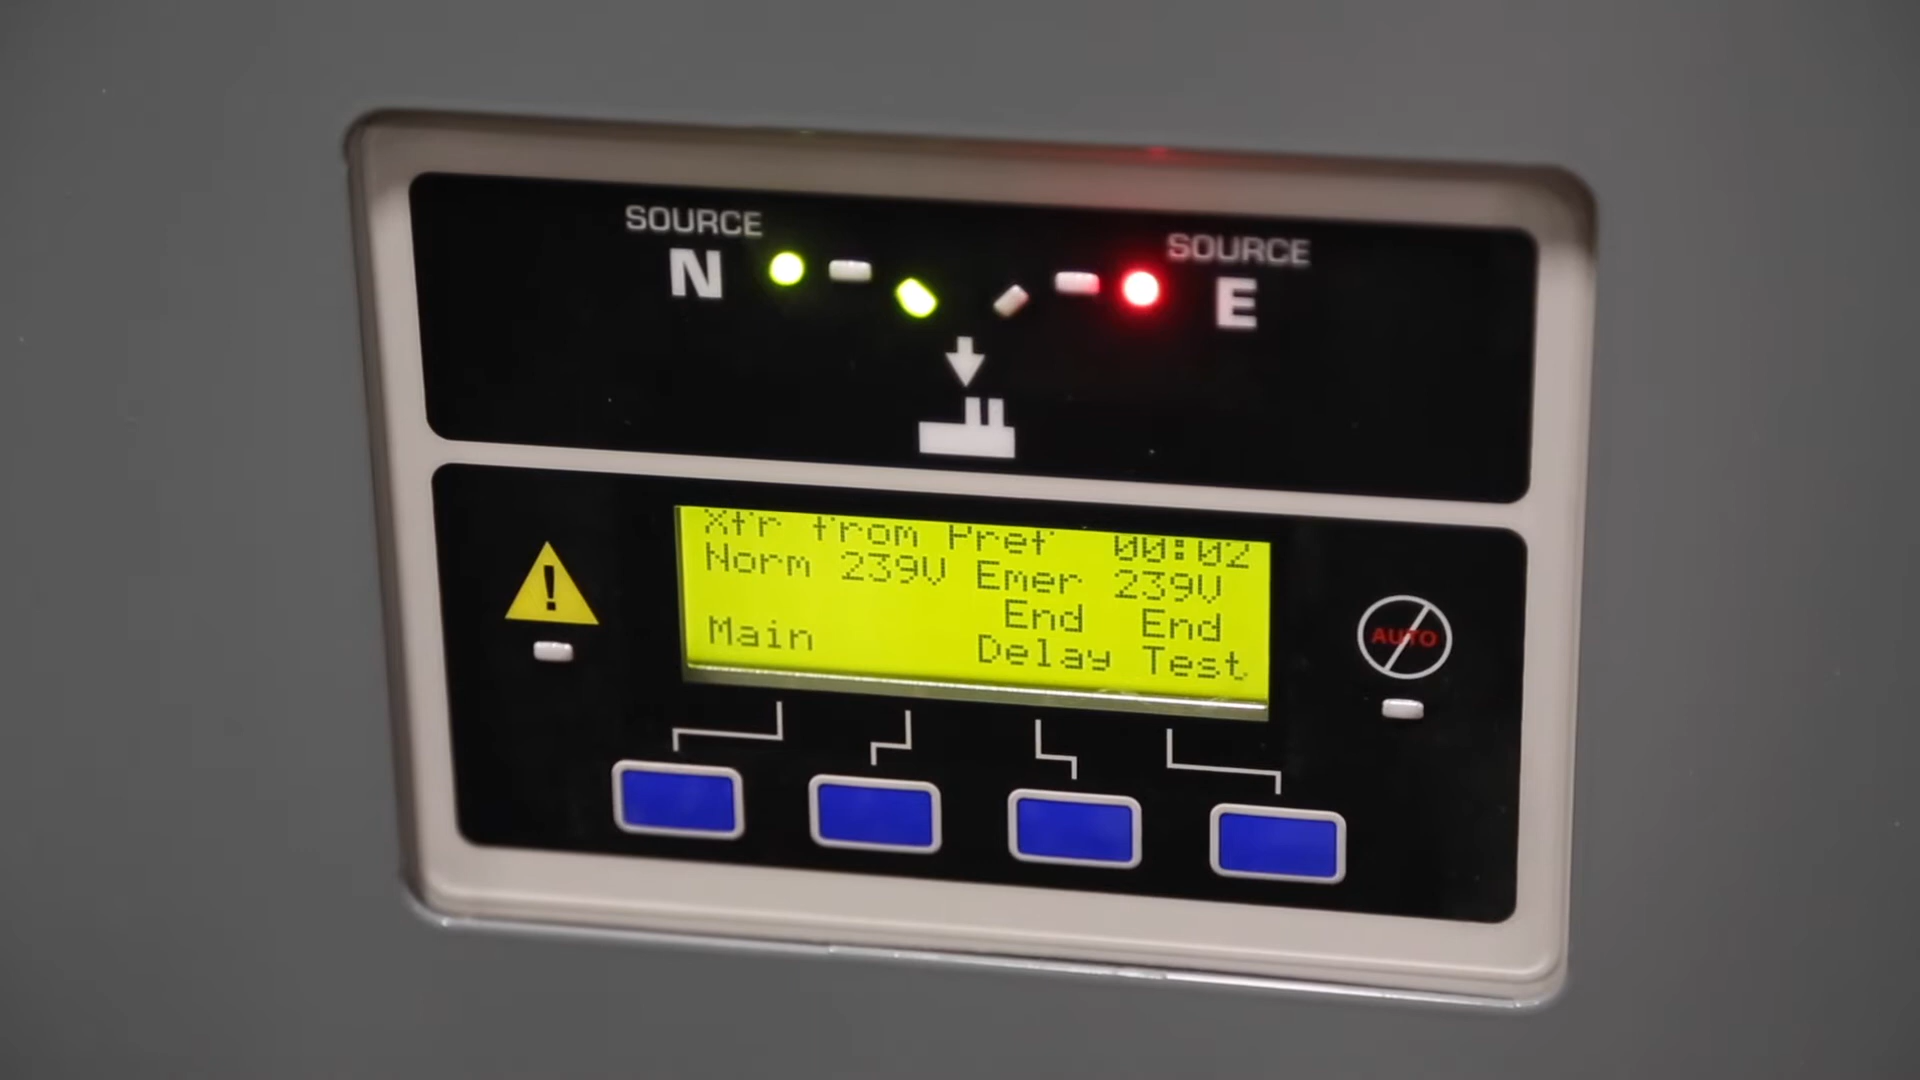 SOURCE
N
SOURCE
E
Xfr from Pref 00:02
Norm 239V Emer 239V
End End
Main Delay Test
AUTO